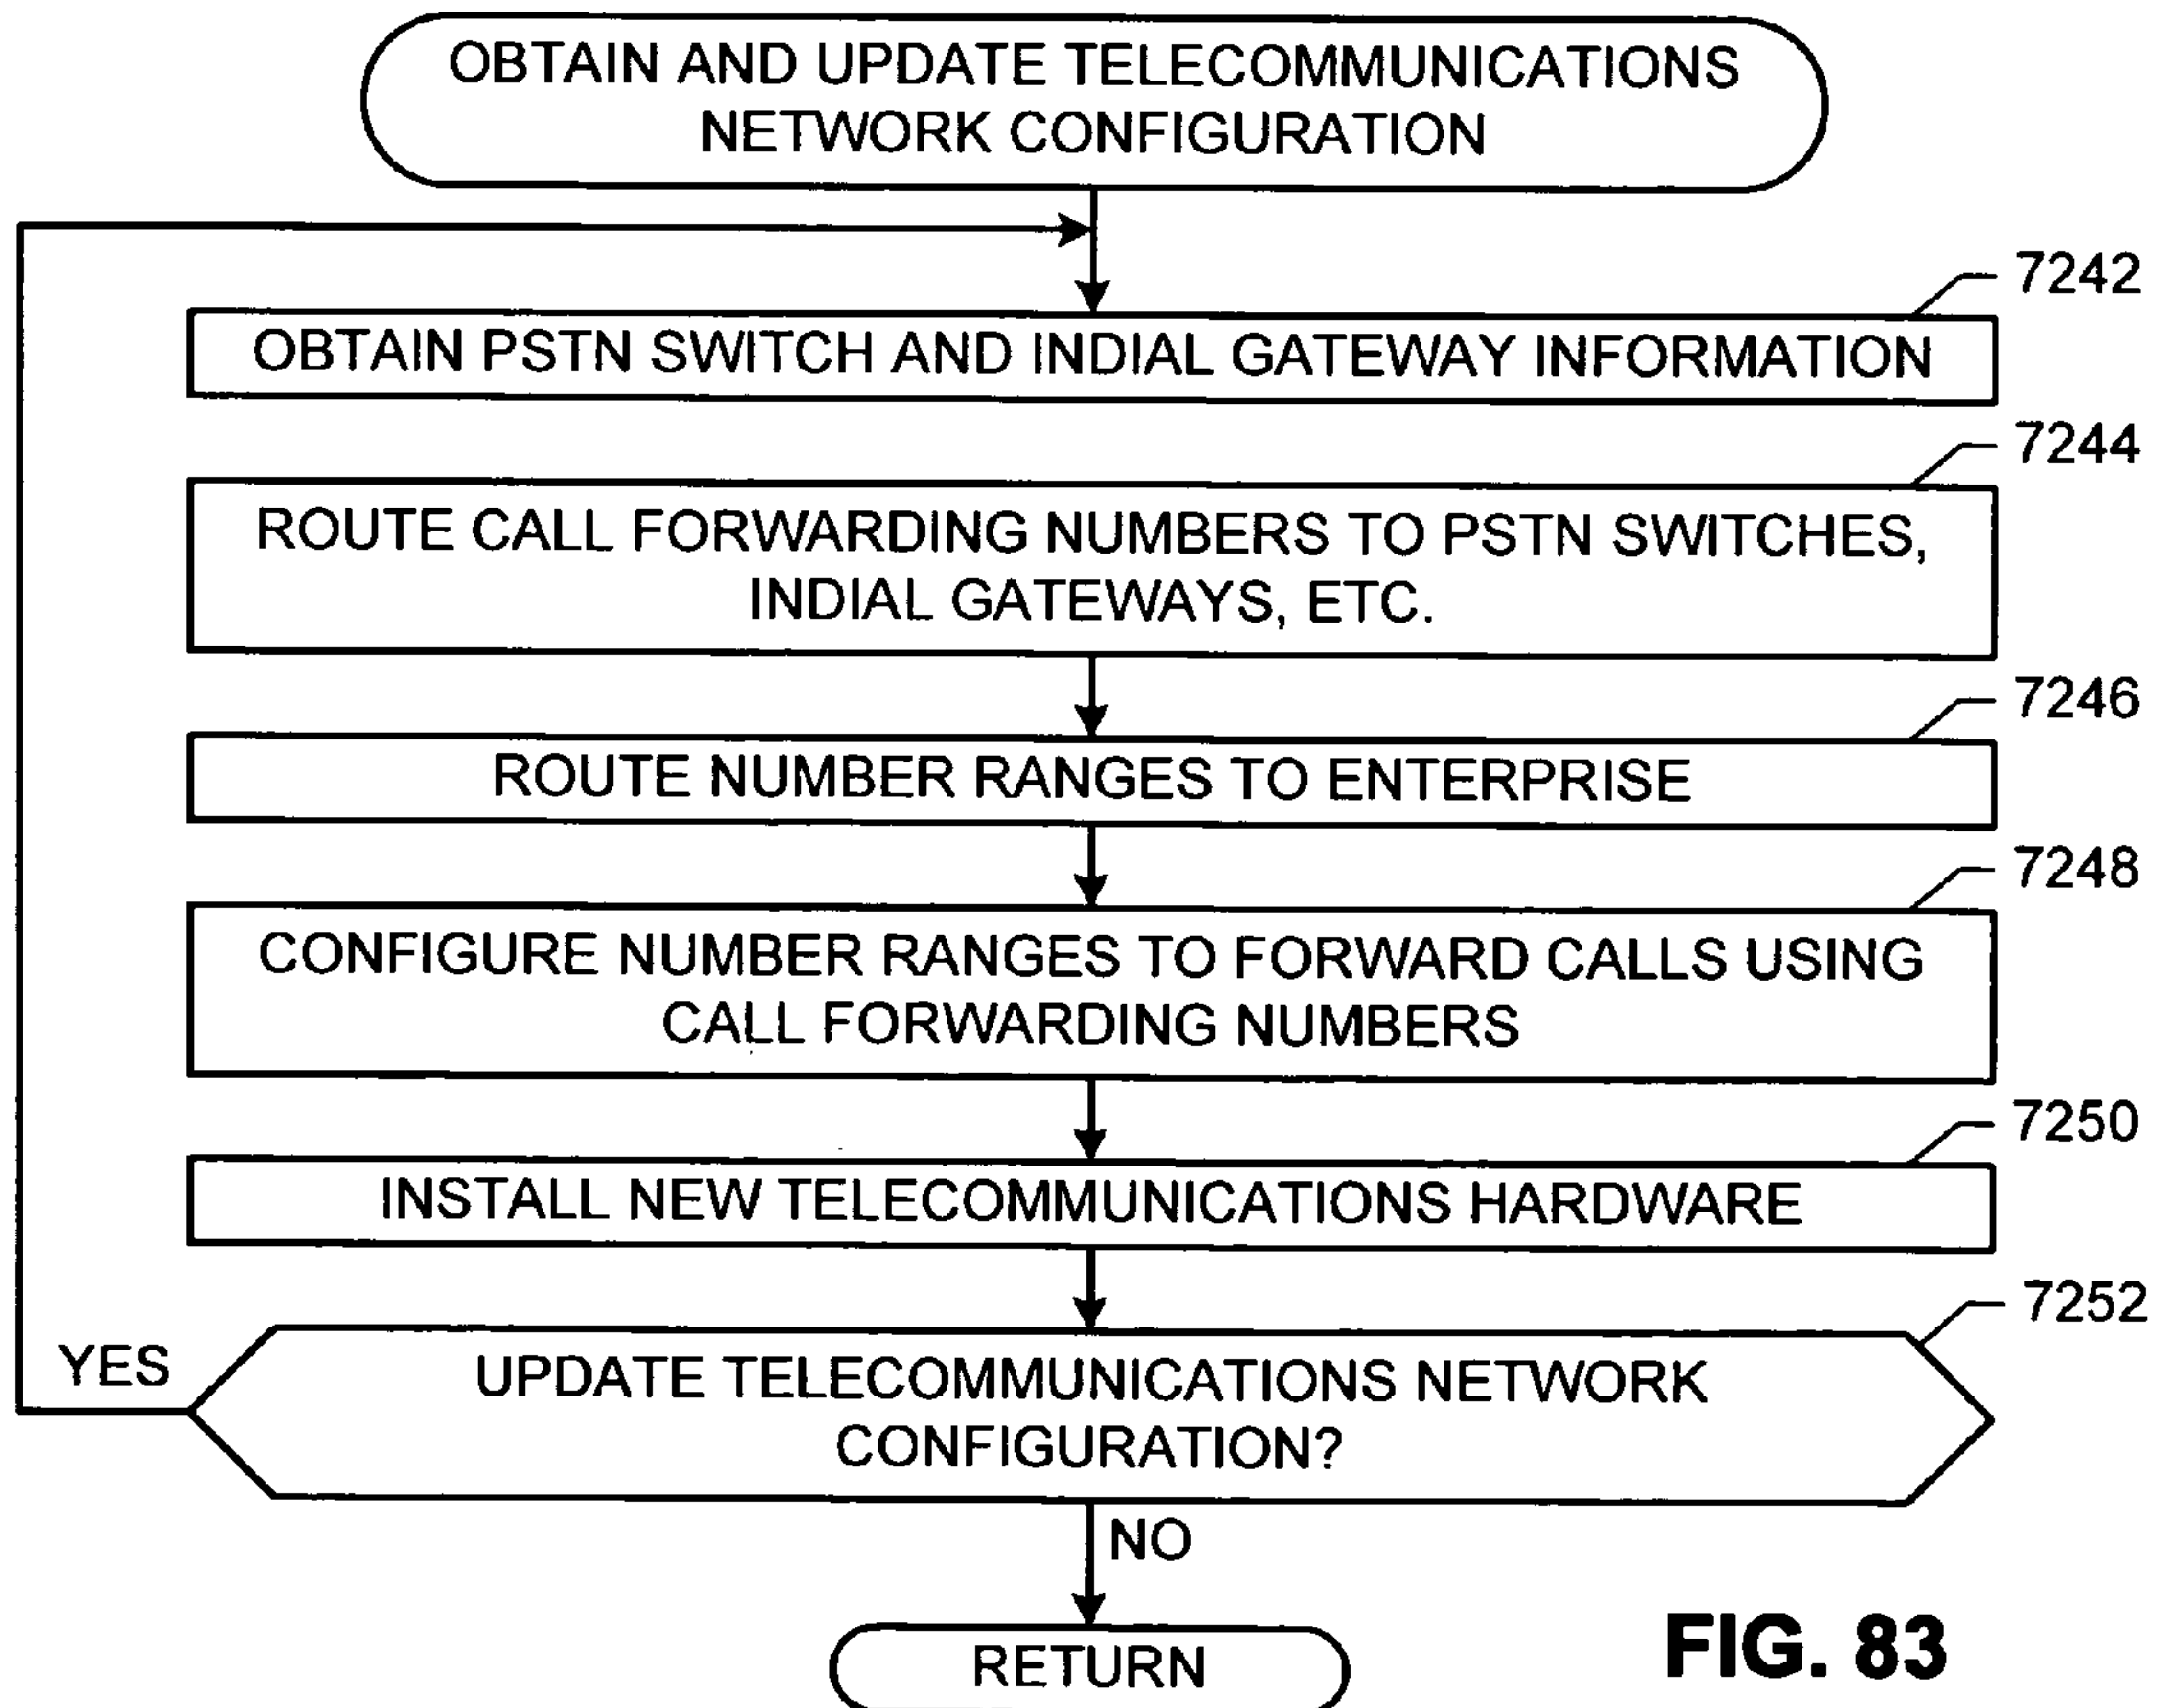 OBTAIN AND UPDATE TELECOMMUNICATIONS
NETWORK CONFIGURATION
7242
OBTAIN PSTN SWITCH AND INDIAL GATEWAY INFORMATION
7244
ROUTE CALL FORWARDING NUMBERS TO PSTN SWITCHES,
INDIAL GATEWAYS, ETC.
7246
ROUTE NUMBER RANGES TO ENTERPRISE
7248
CONFIGURE NUMBER RANGES TO FORWARD CALLS USING
CALL FORWARDING NUMBERS
7250
INSTALL NEW TELECOMMUNICATIONS HARDWARE
7252
YES
UPDATE TELECOMMUNICATIONS NETWORK
CONFIGURATION?
NO
RETURN
FIG. 83